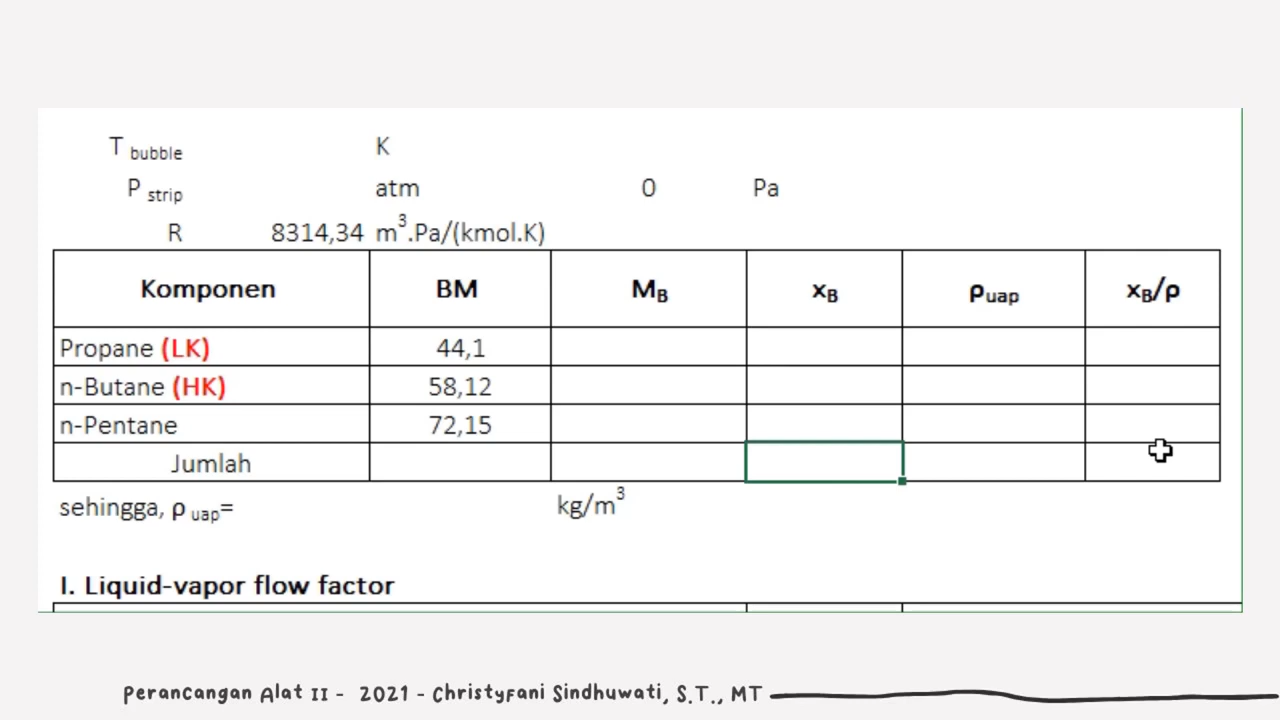 T bubble K
P strip atm 0 Pa
R 8314,34 m³.Pa/(kmol.K)
Komponen BM MB xB ρuap xB/ρ
Propane (LK) 44,1
n-Butane (HK) 58,12
n-Pentane 72,15
Jumlah
sehingga, ρ uap= kg/m³
I. Liquid-vapor flow factor
Perancangan Alat II - 2021 - Christyfani Sindhuwati, S.T., MT